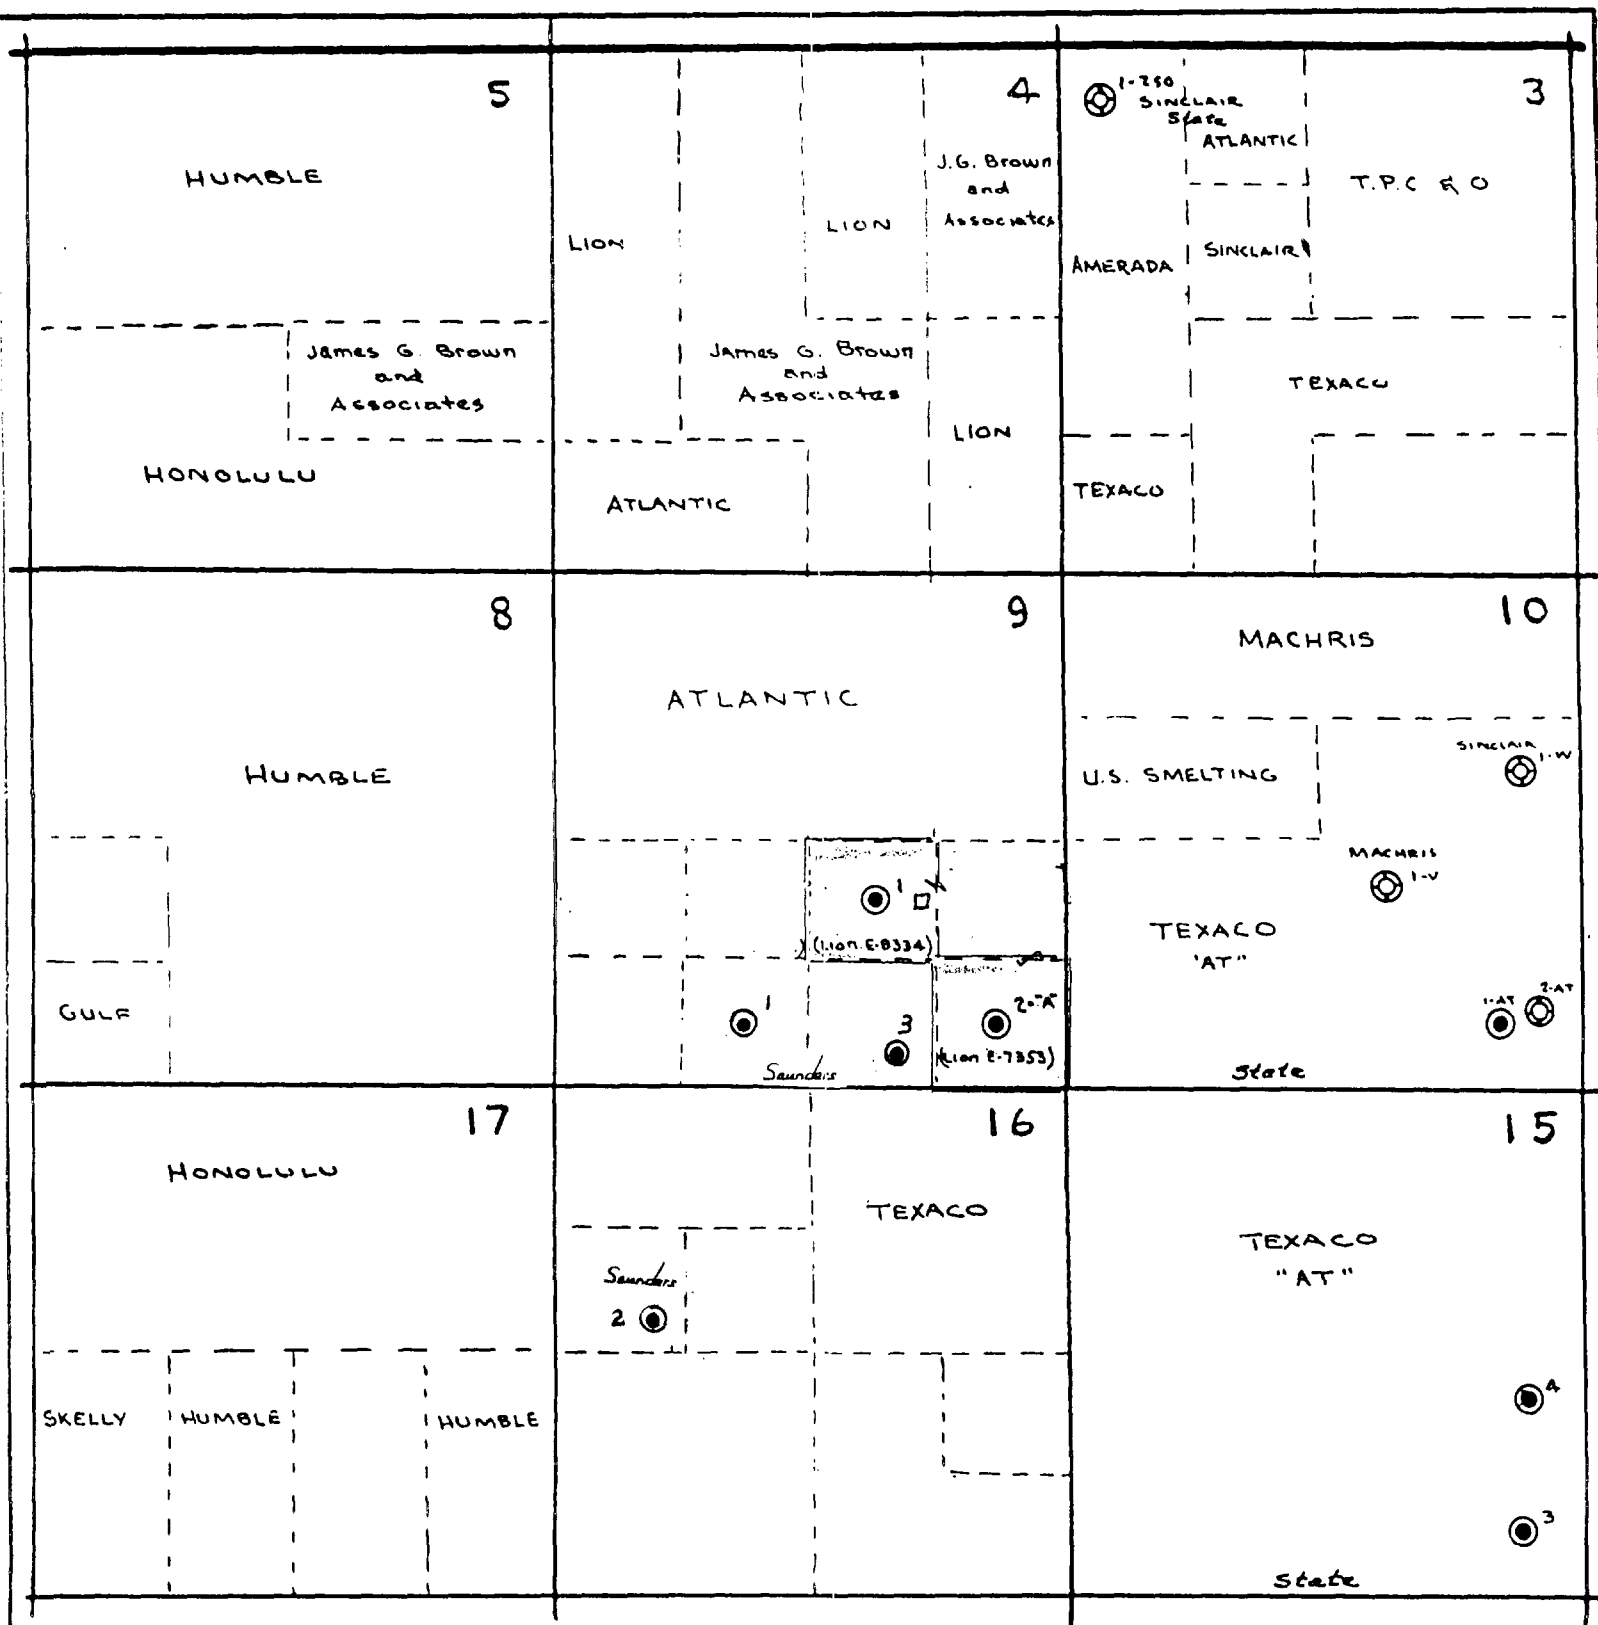 5
HUMBLE
James G. Brown
and
Associates
HONOLULU
4
LION
LION
J.G. Brown
and
Associates
James G. Brown
and
Associates
LION
ATLANTIC
3
1-250
SINCLAIR
State
ATLANTIC
T.P.C & O
SINCLAIR
AMERADA
TEXACO
TEXACO
8
HUMBLE
GULF
9
ATLANTIC
1
(Lion E-8334)
1
3
2-"A"
(Lion E-7353)
Saunders
10
MACHRIS
U.S. SMELTING
SINCLAIR
1-W
MACHRIS
1-V
TEXACO
'AT"
1-AT
2-AT
State
17
HONOLULU
SKELLY
HUMBLE
HUMBLE
16
TEXACO
Saunders
2
15
TEXACO
"AT"
4
3
State